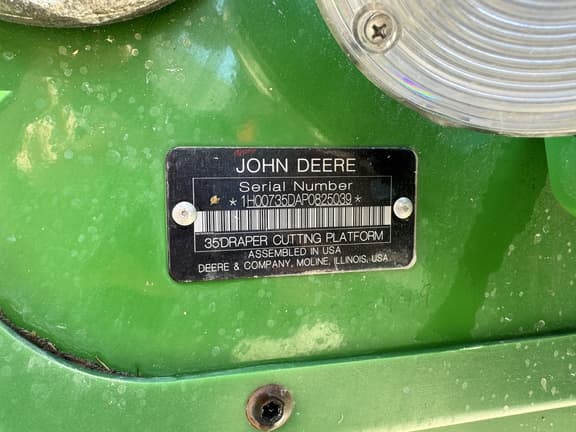 JOHN DEERE
Serial Number
*1H00735DAP0825039*
35DRAPER CUTTING PLATFORM
ASSEMBLED IN USA
DEERE & COMPANY, MOLINE, ILLINOIS, USA